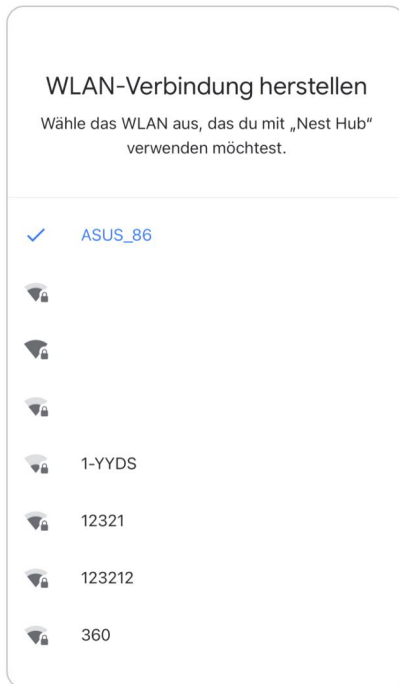 WLAN-Verbindung herstellen
Wähle das WLAN aus, das du mit „Nest Hub“
verwenden möchtest.
ASUS_86
1-YYDS
12321
123212
360